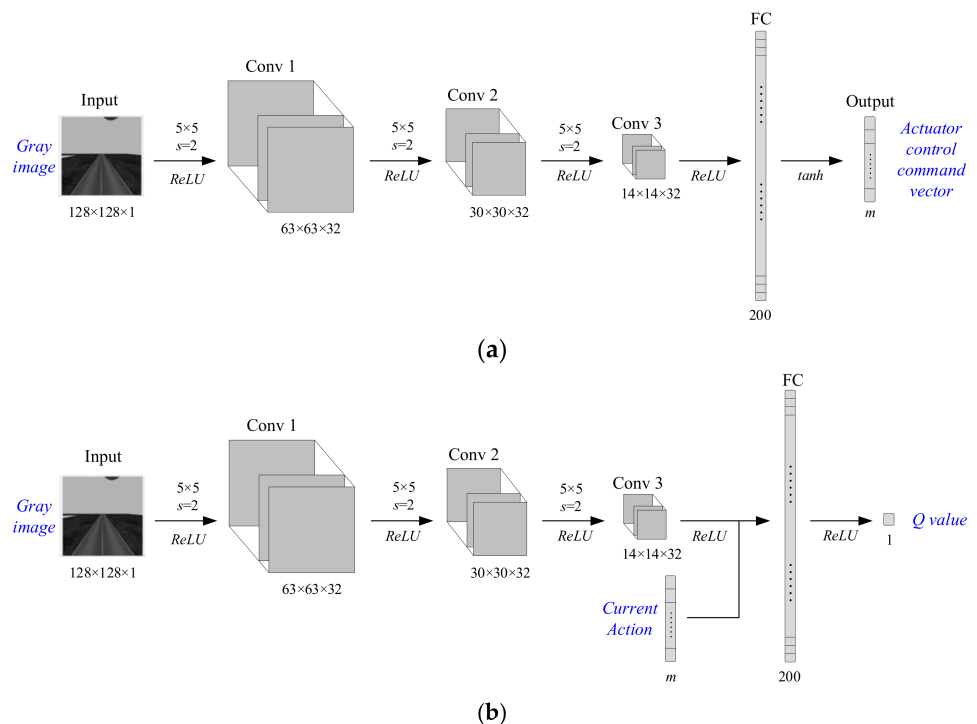 FC
Conv 1
Conv 2
Input
Output
5×5
s=2
ReLU
5×5
s=2
ReLU
5×5
s=2
ReLU
Conv 3
Gray
image
Actuator
control
command
vector
ReLU
tanh
128×128×1
63×63×32
30×30×32
14×14×32
m
200
(a)
FC
Conv 1
Conv 2
Input
5×5
s=2
ReLU
5×5
s=2
ReLU
5×5
s=2
ReLU
Conv 3
Gray
image
ReLU
ReLU
Q value
1
128×128×1
63×63×32
30×30×32
14×14×32
Current
Action
m
200
(b)